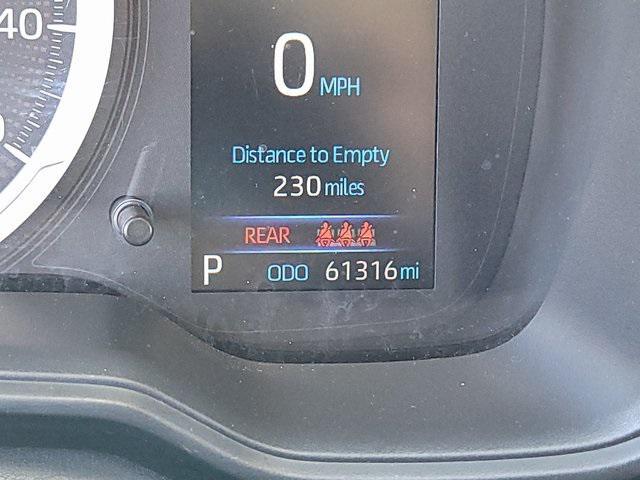 40
0 MPH
Distance to Empty
230 miles
REAR
P ODO 61316 mi